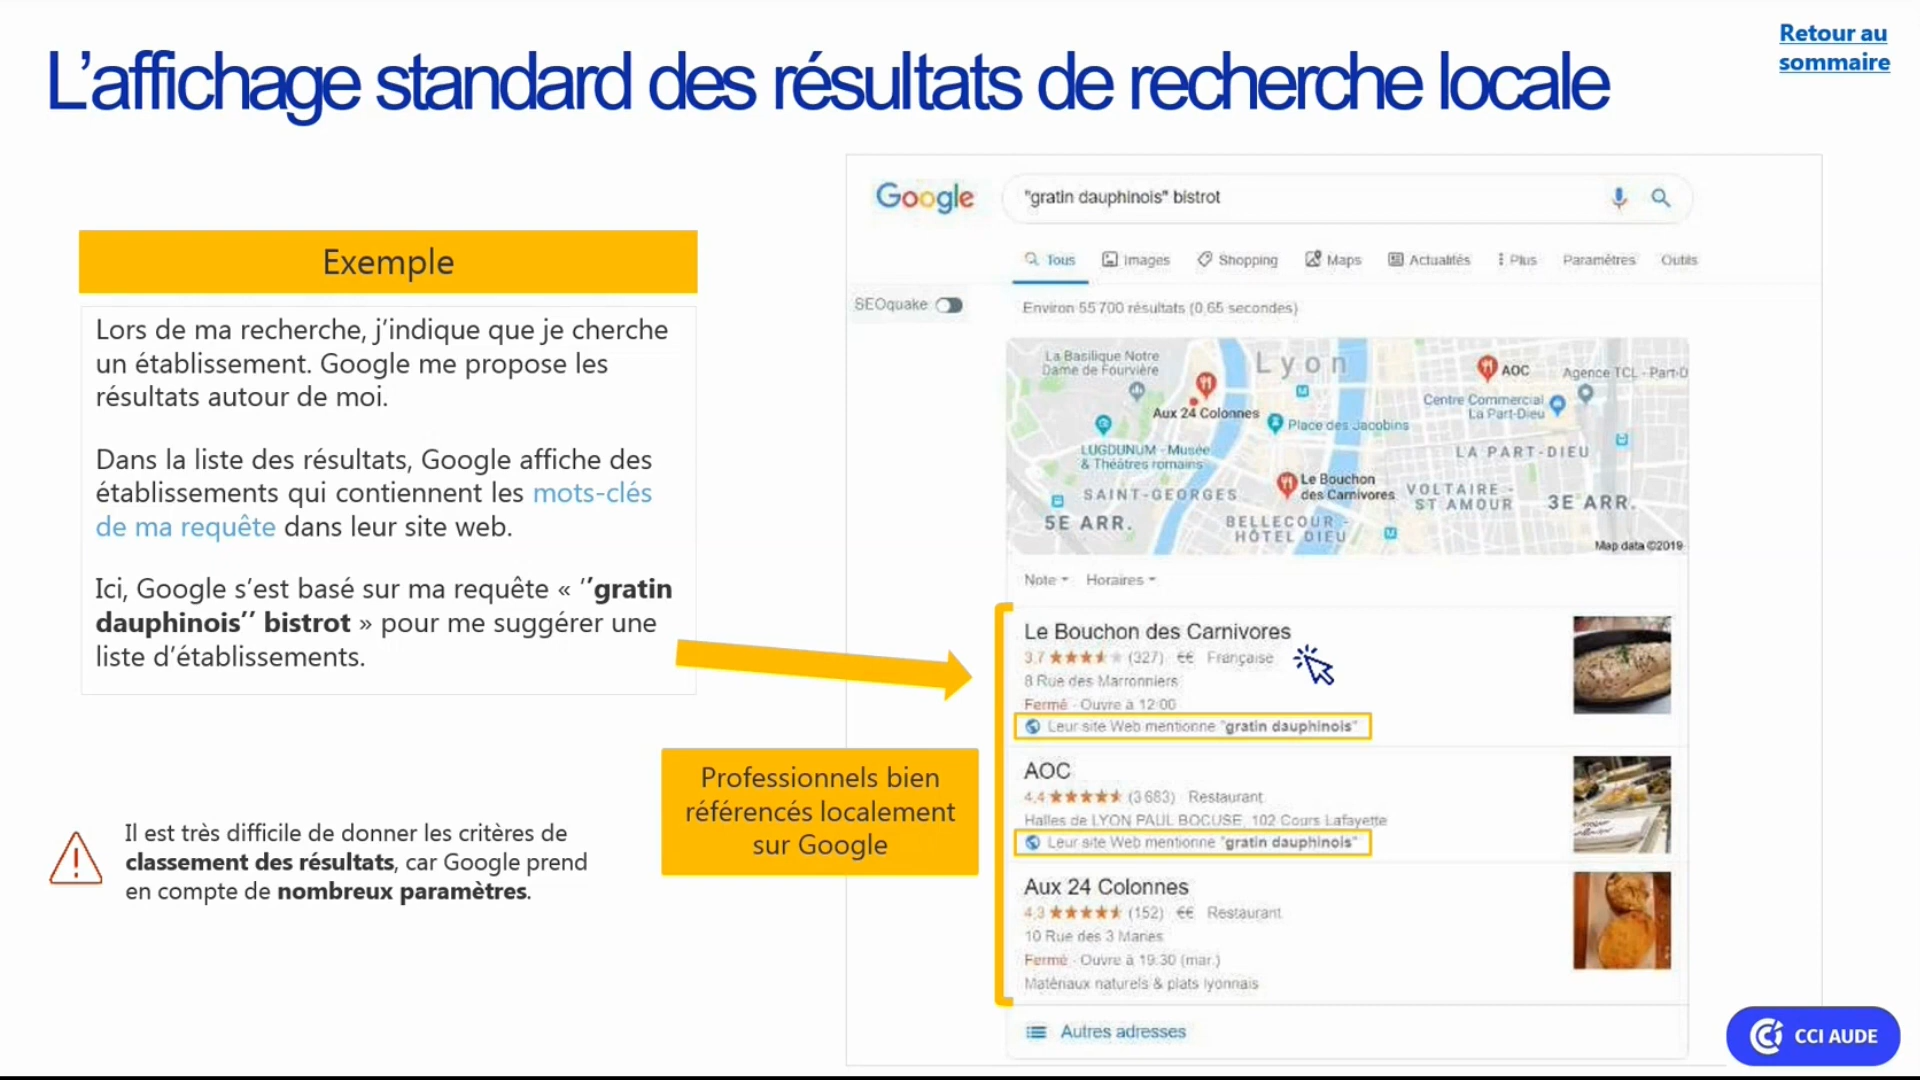 L'affichage standard des résultats de recherche locale
Retour au
sommaire
Exemple
Lors de ma recherche, j'indique que je cherche
un établissement. Google me propose les
résultats autour de moi.
Dans la liste des résultats, Google affiche des
établissements qui contiennent les mots-clés
de ma requête dans leur site web.
Ici, Google s'est basé sur ma requête « ‘’gratin
dauphinois’’ bistrot » pour me suggérer une
liste d'établissements.
Il est très difficile de donner les critères de
classement des résultats, car Google prend
en compte de nombreux paramètres.
Professionnels bien
référencés localement
sur Google
Google
"gratin dauphinois" bistrot
Tous Images Shopping Maps Actualités Plus Paramètres Outils
SEOquake
Environ 55 700 résultats (0,65 secondes)
La Basilique Notre
Dame de Fourvière
Lyon
AOC
Agence TCL - Part-D
Centre Commercial
La Part-Dieu
Aux 24 Colonnes
Place des Jacobins
LUGDUNUM - Musée
& Théâtres romains
LA PART-DIEU
Le Bouchon
des Carnivores
SAINT-GEORGES
VOLTAIRE -
ST AMOUR
3E ARR.
5E ARR.
BELLECOUR -
HÔTEL DIEU
Map data ©2019
Note Horaires
Le Bouchon des Carnivores
3,7 (327) €€ Française
8 Rue des Marronniers
Fermé · Ouvre à 12:00
Leur site Web mentionne "gratin dauphinois"
AOC
4,4 (3 683) Restaurant
Halles de LYON PAUL BOCUSE, 102 Cours Lafayette
Leur site Web mentionne "gratin dauphinois"
Aux 24 Colonnes
4,3 (152) €€ Restaurant
10 Rue des 3 Maries
Fermé · Ouvre à 19:30 (mar.)
Matériaux naturels & plats lyonnais
Autres adresses
CCI AUDE